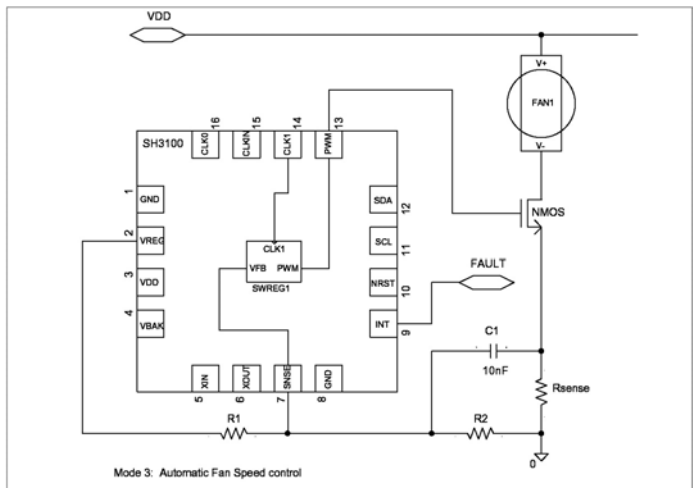 VDD
V+
FAN1
V-
16
15
14
13
SH3100
CLK0
CLKIN
CLK1
PWM
1
GND
SDA
12
NMOS
2
VREG
CLK1
SCL
11
VFB
PWM
SWREG1
FAULT
3
VDD
NRST
10
4
VBAK
INT
9
C1
10nF
XIN
XOUT
SNSE
GND
5
6
7
8
Rsense
R1
R2
0
Mode 3: Automatic Fan Speed control